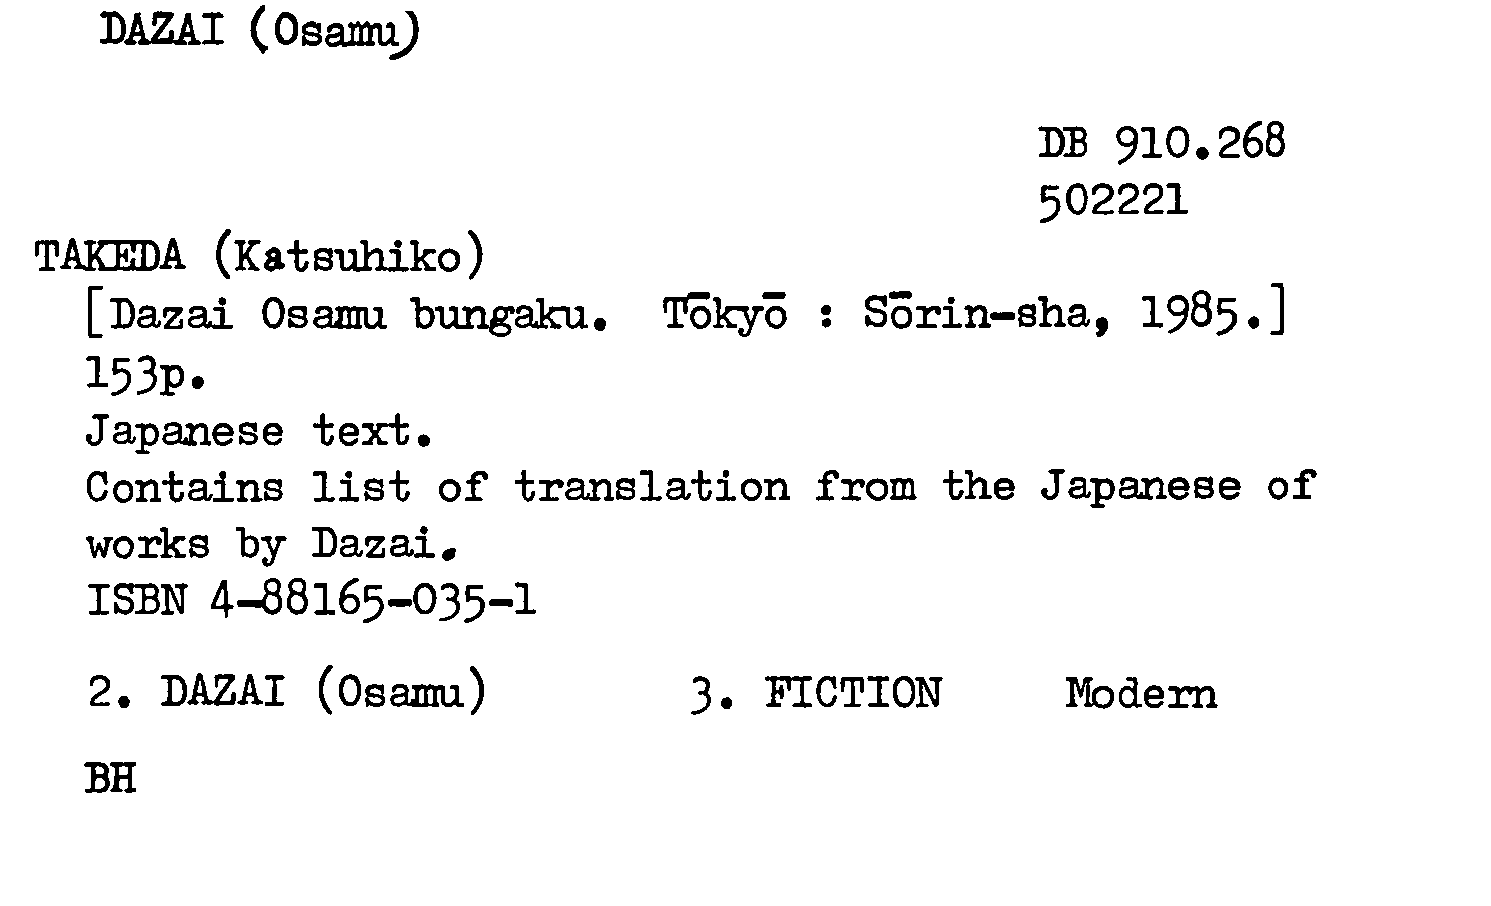 DAZAI (Osamu)
DB 910.268
502221
TAKEDA (Katsuhiko)
[Dazai Osamu bungaku. Tōkyō : Sōrin-sha, 1985.]
153p.
Japanese text.
Contains list of translation from the Japanese of
works by Dazai.
ISBN 4-88165-035-1
2. DAZAI (Osamu) 3. FICTION Modern
BH